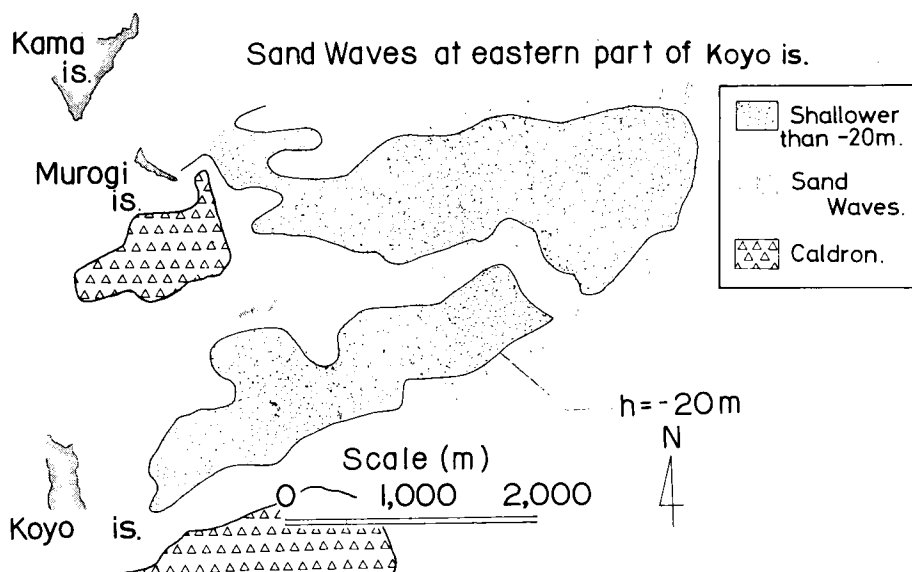 Sand Waves at eastern part of Koyo is.
Kama
is.
Murogi
is.
Shallower
than -20m.
Sand
Waves.
Caldron.
h=-20m
N
Scale (m)
0 1,000 2,000
Koyo is.